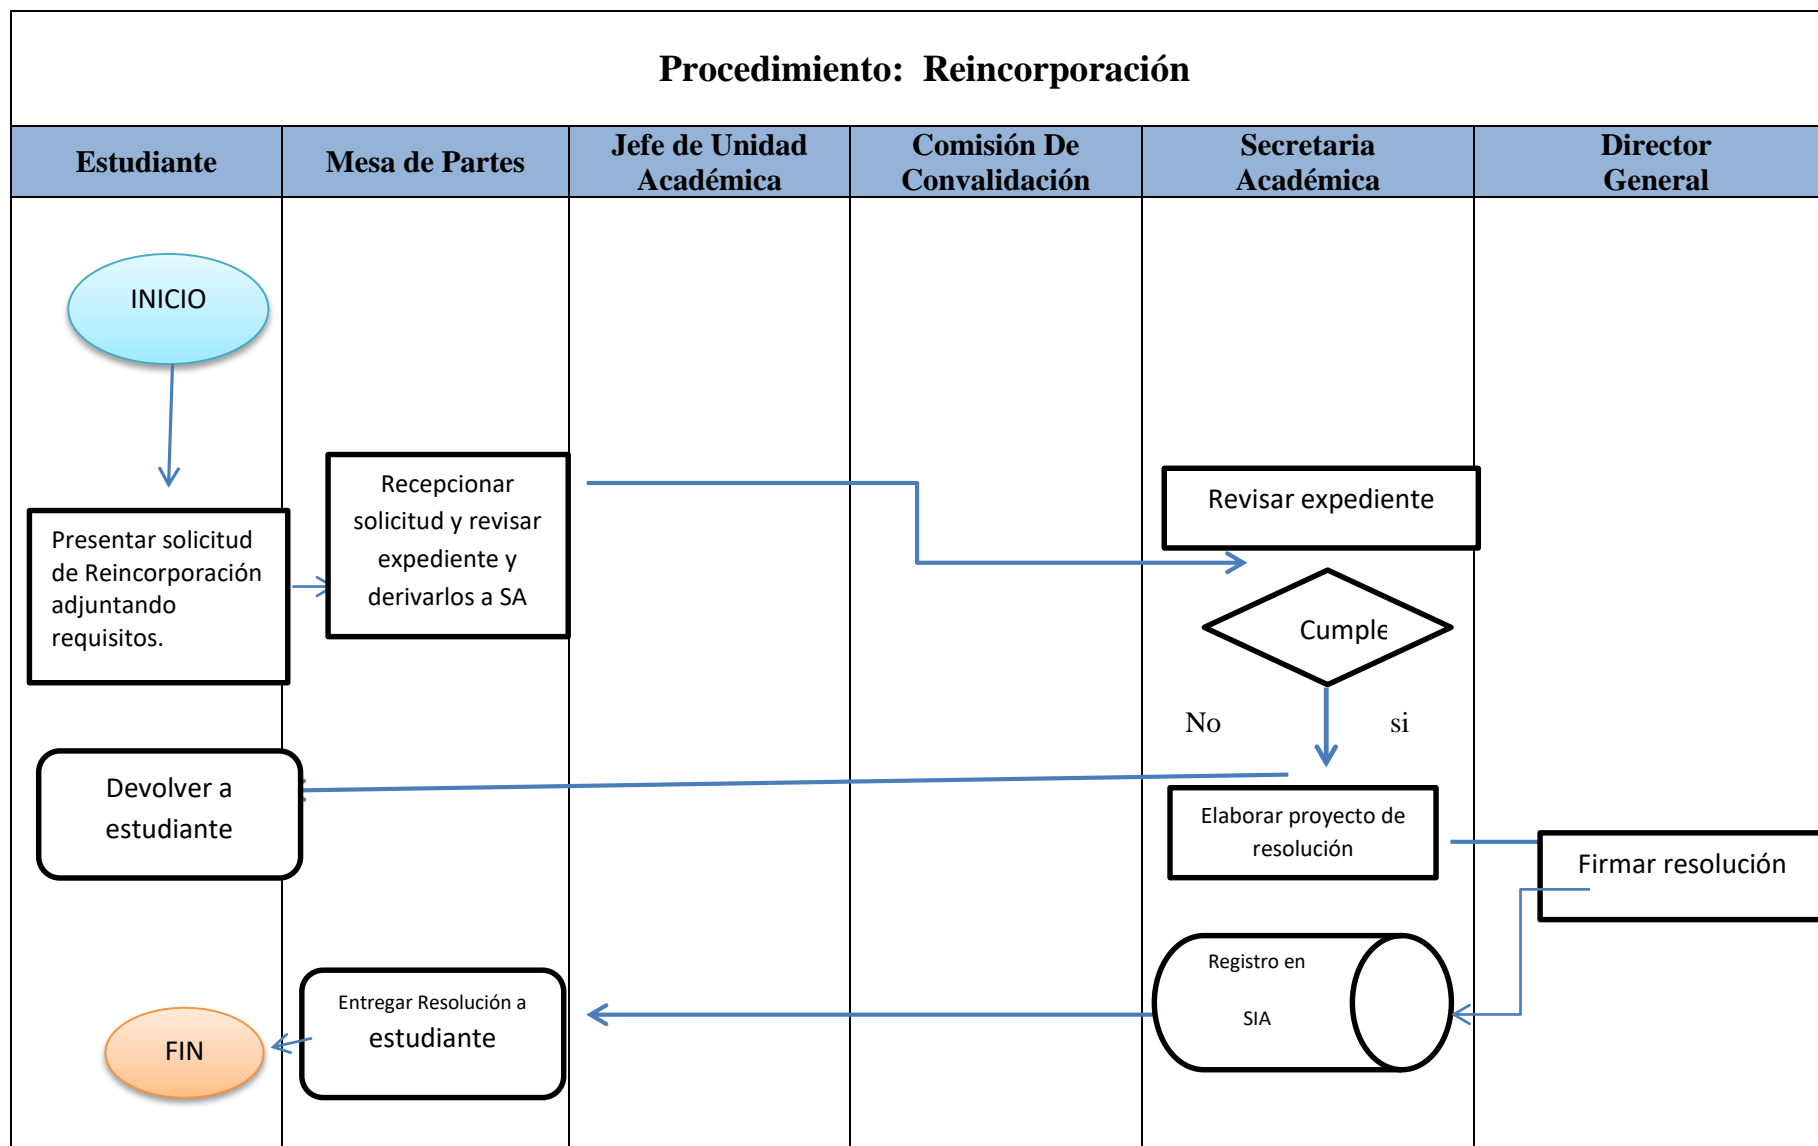 Procedimiento: Reincorporación
Estudiante
Mesa de Partes
Jefe de Unidad
Académica
Comisión De
Convalidación
Secretaria
Académica
Director
General
INICIO
Presentar solicitud
de Reincorporación
adjuntando
requisitos.
Recepcionar
solicitud y revisar
expediente y
derivarlos a SA
Revisar expediente
Cumple
No
si
Devolver a
estudiante
Elaborar proyecto de
resolución
Firmar resolución
Registro en
SIA
Entregar Resolución a
estudiante
FIN